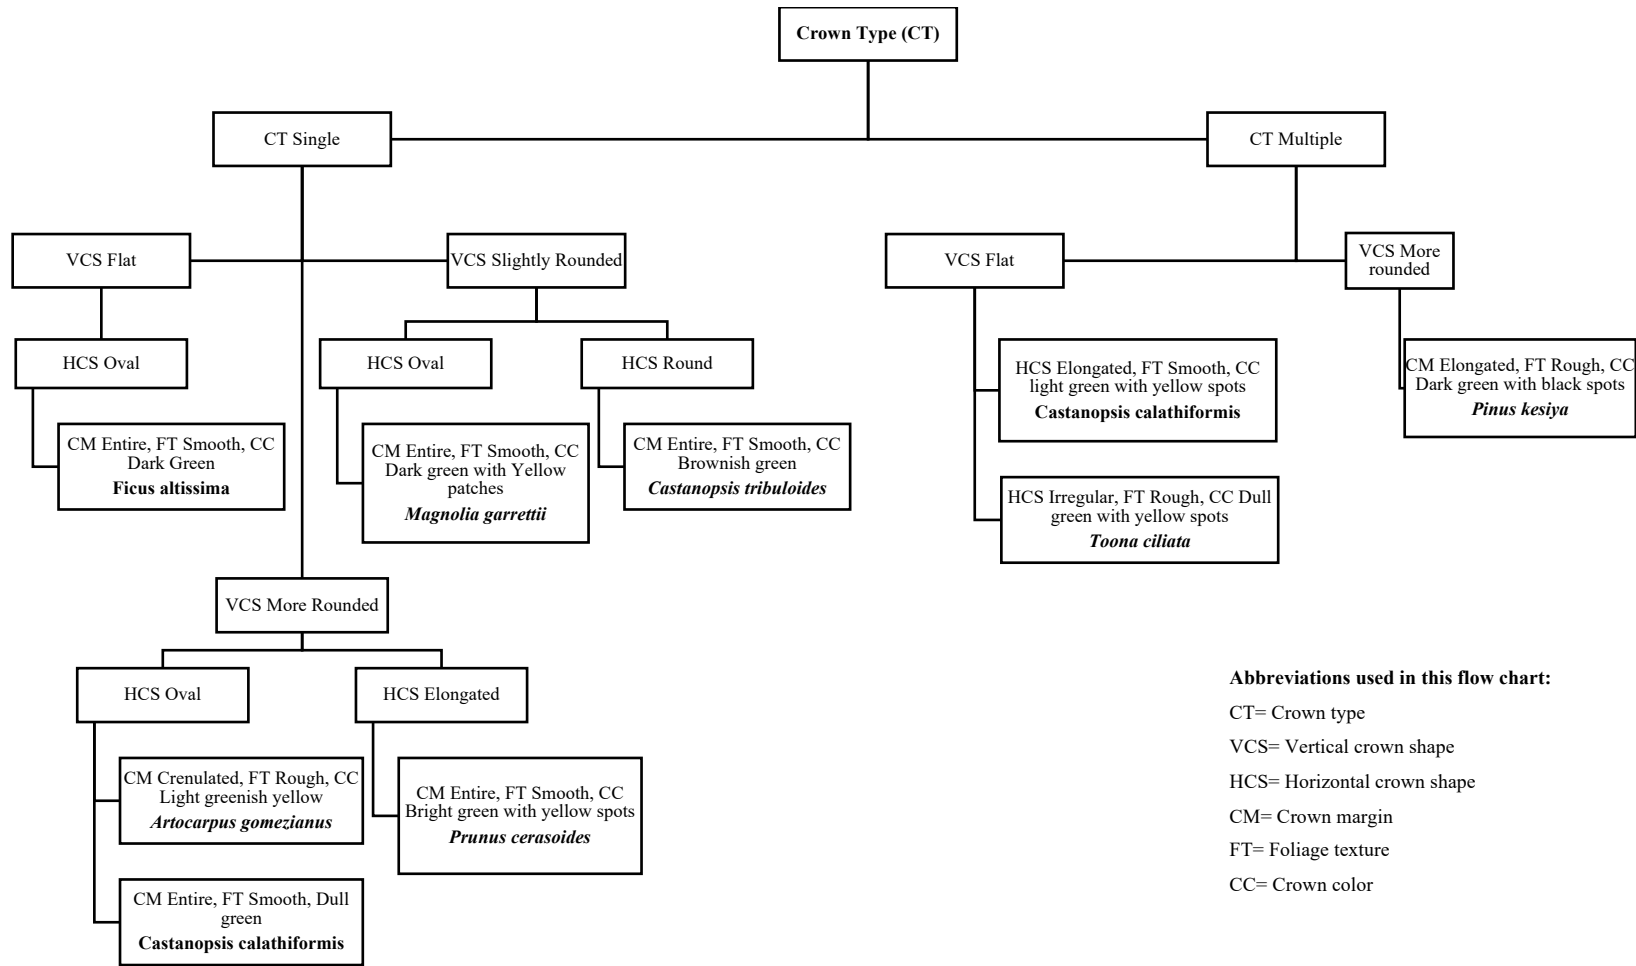 Crown Type (CT)
CT Single
CT Multiple
VCS Flat
VCS Slightly Rounded
VCS Flat
VCS More
rounded
HCS Oval
HCS Oval
HCS Round
HCS Elongated, FT Smooth, CC
light green with yellow spots
Castanopsis calathiformis
CM Elongated, FT Rough, CC
Dark green with black spots
Pinus kesiya
CM Entire, FT Smooth, CC
Dark Green
Ficus altissima
CM Entire, FT Smooth, CC
Dark green with Yellow
patches
Magnolia garrettii
CM Entire, FT Smooth, CC
Brownish green
Castanopsis tribuloides
HCS Irregular, FT Rough, CC Dull
green with yellow spots
Toona ciliata
VCS More Rounded
HCS Oval
HCS Elongated
CM Crenulated, FT Rough, CC
Light greenish yellow
Artocarpus gomezianus
CM Entire, FT Smooth, CC
Bright green with yellow spots
Prunus cerasoides
CM Entire, FT Smooth, Dull
green
Castanopsis calathiformis
Abbreviations used in this flow chart:
CT= Crown type
VCS= Vertical crown shape
HCS= Horizontal crown shape
CM= Crown margin
FT= Foliage texture
CC= Crown color